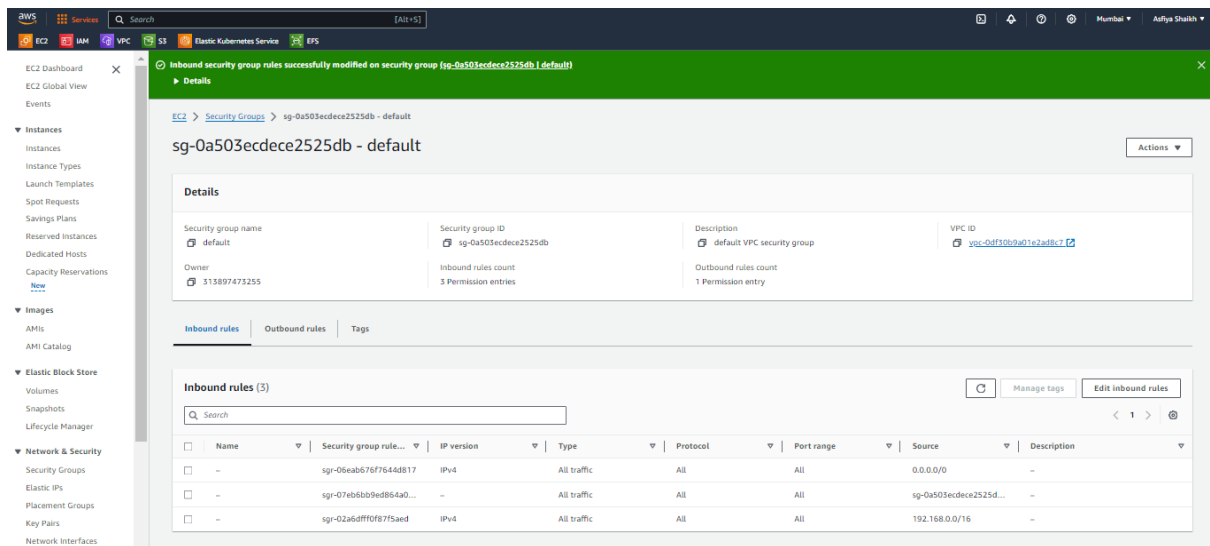 aws Services Search [Alt+S] Mumbai Asfiya Shaikh
EC2 IAM VPC S3 Elastic Kubernetes Service EFS
EC2 Dashboard
EC2 Global View
Events
Instances
Instances
Instance Types
Launch Templates
Spot Requests
Savings Plans
Reserved Instances
Dedicated Hosts
Capacity Reservations
New
Images
AMIs
AMI Catalog
Elastic Block Store
Volumes
Snapshots
Lifecycle Manager
Network & Security
Security Groups
Elastic IPs
Placement Groups
Key Pairs
Network Interfaces
Inbound security group rules successfully modified on security group (sg-0a503ecdece2525db | default)
Details
EC2 > Security Groups > sg-0a503ecdece2525db - default
sg-0a503ecdece2525db - default
Actions
Details
Security group name
default
Security group ID
sg-0a503ecdece2525db
Description
default VPC security group
VPC ID
vpc-0df30b9a01e2ad8c7
Owner
313897473255
Inbound rules count
3 Permission entries
Outbound rules count
1 Permission entry
Inbound rules Outbound rules Tags
Inbound rules (3)
Manage tags Edit inbound rules
Search
< 1 >
Name Security group rule... IP version Type Protocol Port range Source Description
– sgr-06eab676f7644d817 IPv4 All traffic All All 0.0.0.0/0 –
– sgr-07eb6bb9ed864a0... – All traffic All All sg-0a503ecdece2525d... –
– sgr-02a6dfff0f87f5aed IPv4 All traffic All All 192.168.0.0/16 –